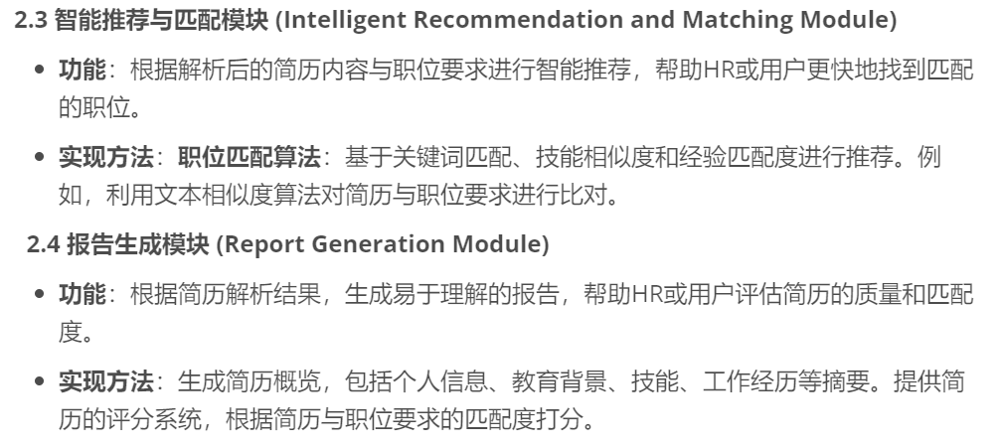 2.3 智能推荐与匹配模块 (Intelligent Recommendation and Matching Module)
• 功能：根据解析后的简历内容与职位要求进行智能推荐，帮助HR或用户更快地找到匹配
的职位。
• 实现方法：职位匹配算法：基于关键词匹配、技能相似度和经验匹配度进行推荐。例
如，利用文本相似度算法对简历与职位要求进行比对。
2.4 报告生成模块 (Report Generation Module)
• 功能：根据简历解析结果，生成易于理解的报告，帮助HR或用户评估简历的质量和匹配
度。
• 实现方法：生成简历概览，包括个人信息、教育背景、技能、工作经历等摘要。提供简
历的评分系统，根据简历与职位要求的匹配度打分。